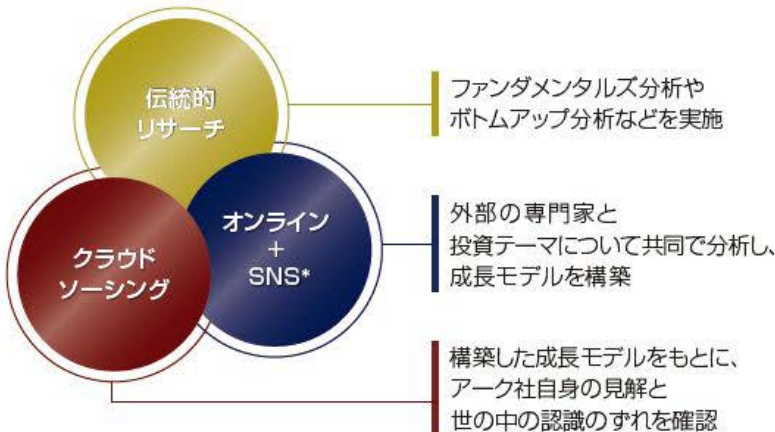 伝統的
リサーチ
ファンダメンタルズ分析や
ボトムアップ分析などを実施
オンライン
+
SNS*
外部の専門家と
投資テーマについて共同で分析し、
成長モデルを構築
クラウド
ソーシング
構築した成長モデルをもとに、
アーク社自身の見解と
世の中の認識のずれを確認